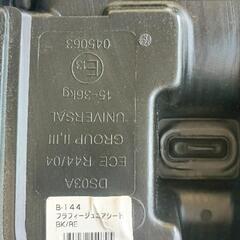 DS03A
ECE R44/04
GROUP II,III
UNIVERSAL
15-36kg
E13
045063
B-144
フラフィージュニアシート
BK/RE